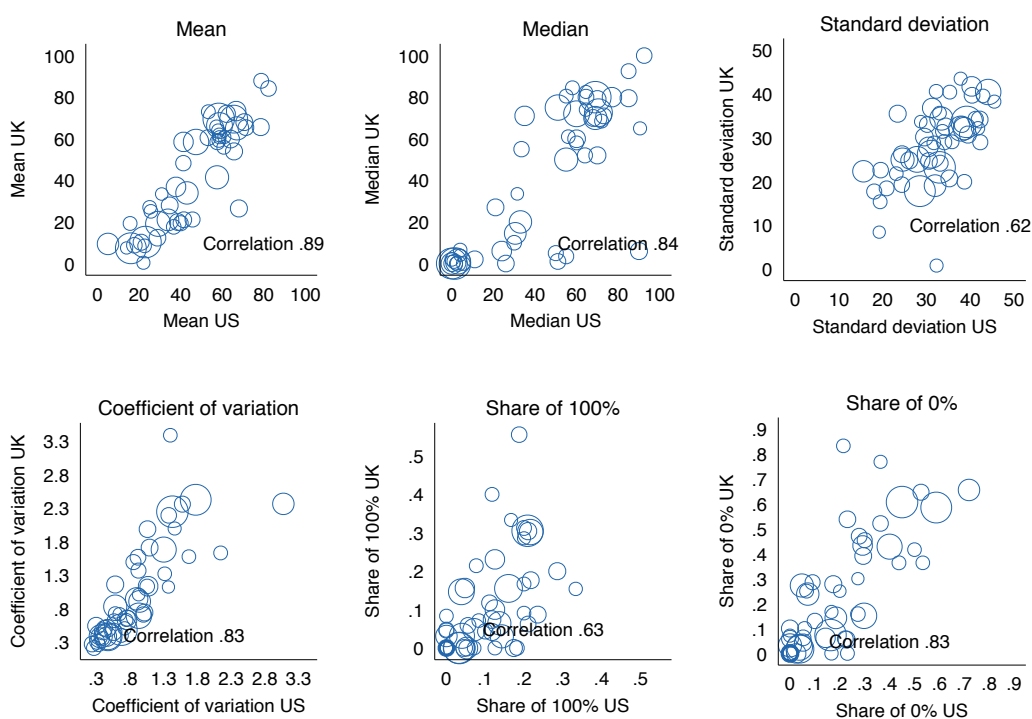 Mean
100
80
60
40
20
0
Mean UK
Correlation .89
0 20 40 60 80 100
Mean US
Median
100
80
60
40
20
0
Median UK
Correlation .84
0 20 40 60 80 100
Median US
Standard deviation
50
40
30
20
10
0
Standard deviation UK
Correlation .62
0 10 20 30 40 50
Standard deviation US
Coefficient of variation
3.3
2.8
2.3
1.8
1.3
.8
.3
Coefficient of variation UK
Correlation .83
.3 .8 1.3 1.8 2.3 2.8 3.3
Coefficient of variation US
Share of 100%
.5
.4
.3
.2
.1
0
Share of 100% UK
Correlation .63
0 .1 .2 .3 .4 .5
Share of 100% US
Share of 0%
.9
.8
.7
.6
.5
.4
.3
.2
.1
0
Share of 0% UK
Correlation .83
0 .1 .2 .3 .4 .5 .6 .7 .8 .9
Share of 0% US